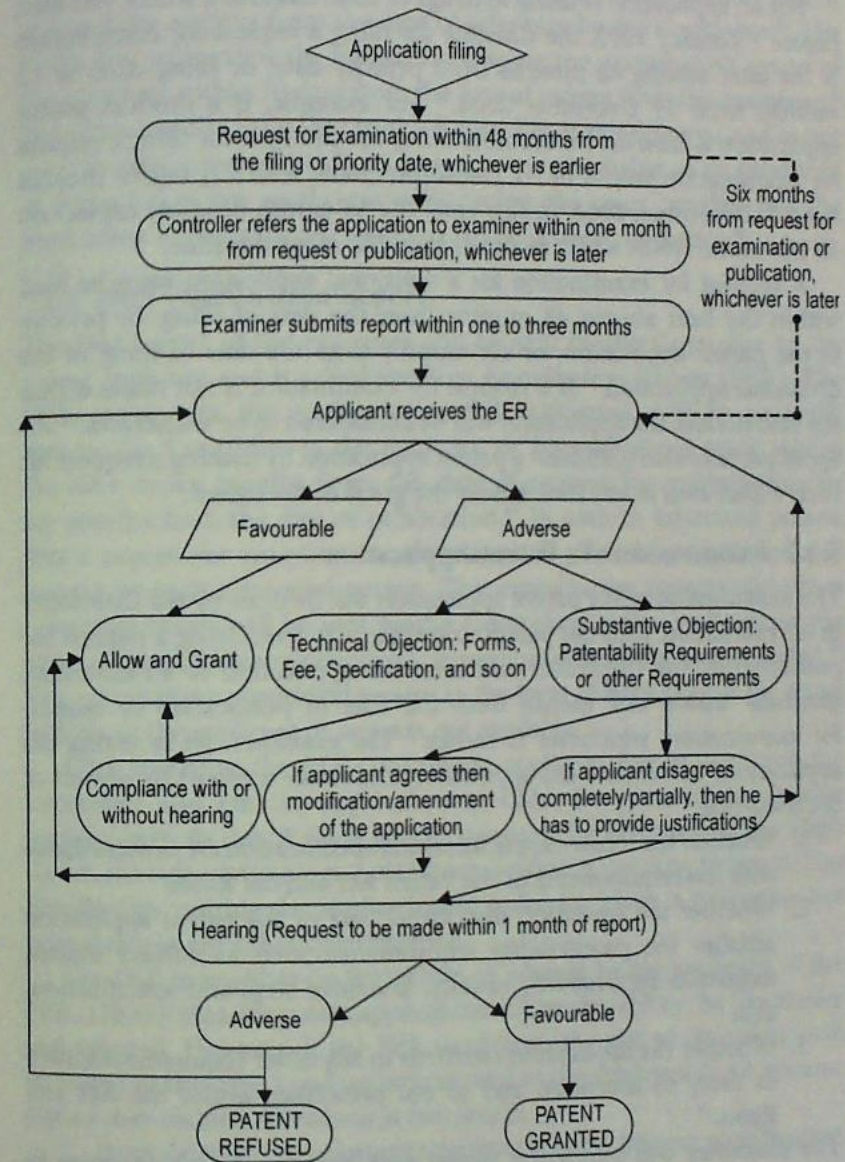 Application filing
Request for Examination within 48 months from
the filing or priority date, whichever is earlier
Six months
from request for
examination or
publication,
whichever is later
Controller refers the application to examiner within one month
from request or publication, whichever is later
Examiner submits report within one to three months
Applicant receives the ER
Favourable
Adverse
Allow and Grant
Technical Objection: Forms,
Fee, Specification, and so on
Substantive Objection:
Patentability Requirements
or other Requirements
Compliance with or
without hearing
If applicant agrees then
modification/amendment
of the application
If applicant disagrees
completely/partially, then he
has to provide justifications
Hearing (Request to be made within 1 month of report)
Adverse
Favourable
PATENT
REFUSED
PATENT
GRANTED